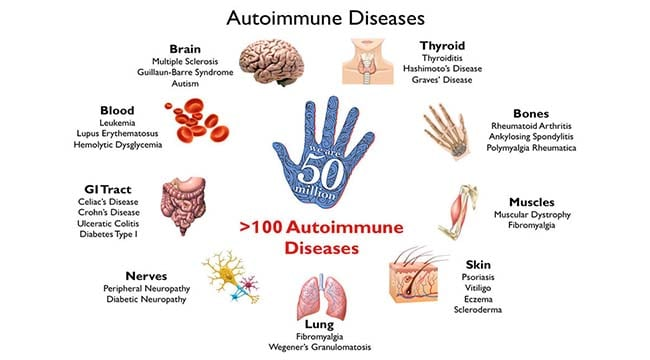 Autoimmune Diseases
Brain
Multiple Sclerosis
Guillaun-Barre Syndrome
Autism
Thyroid
Thyroiditis
Hashimoto's Disease
Graves' Disease
Blood
Leukemia
Lupus Erythematosus
Hemolytic Dysglycemia
we are
50
million
Bones
Rheumatoid Arthritis
Ankylosing Spondylitis
Polymyalgia Rheumatica
GI Tract
Celiac's Disease
Crohn's Disease
Ulceratic Colitis
Diabetes Type I
>100 Autoimmune
Diseases
Muscles
Muscular Dystrophy
Fibromyalgia
Nerves
Peripheral Neuropathy
Diabetic Neuropathy
Skin
Psoriasis
Vitiligo
Eczema
Scleroderma
Lung
Fibromyalgia
Wegener's Granulomatosis